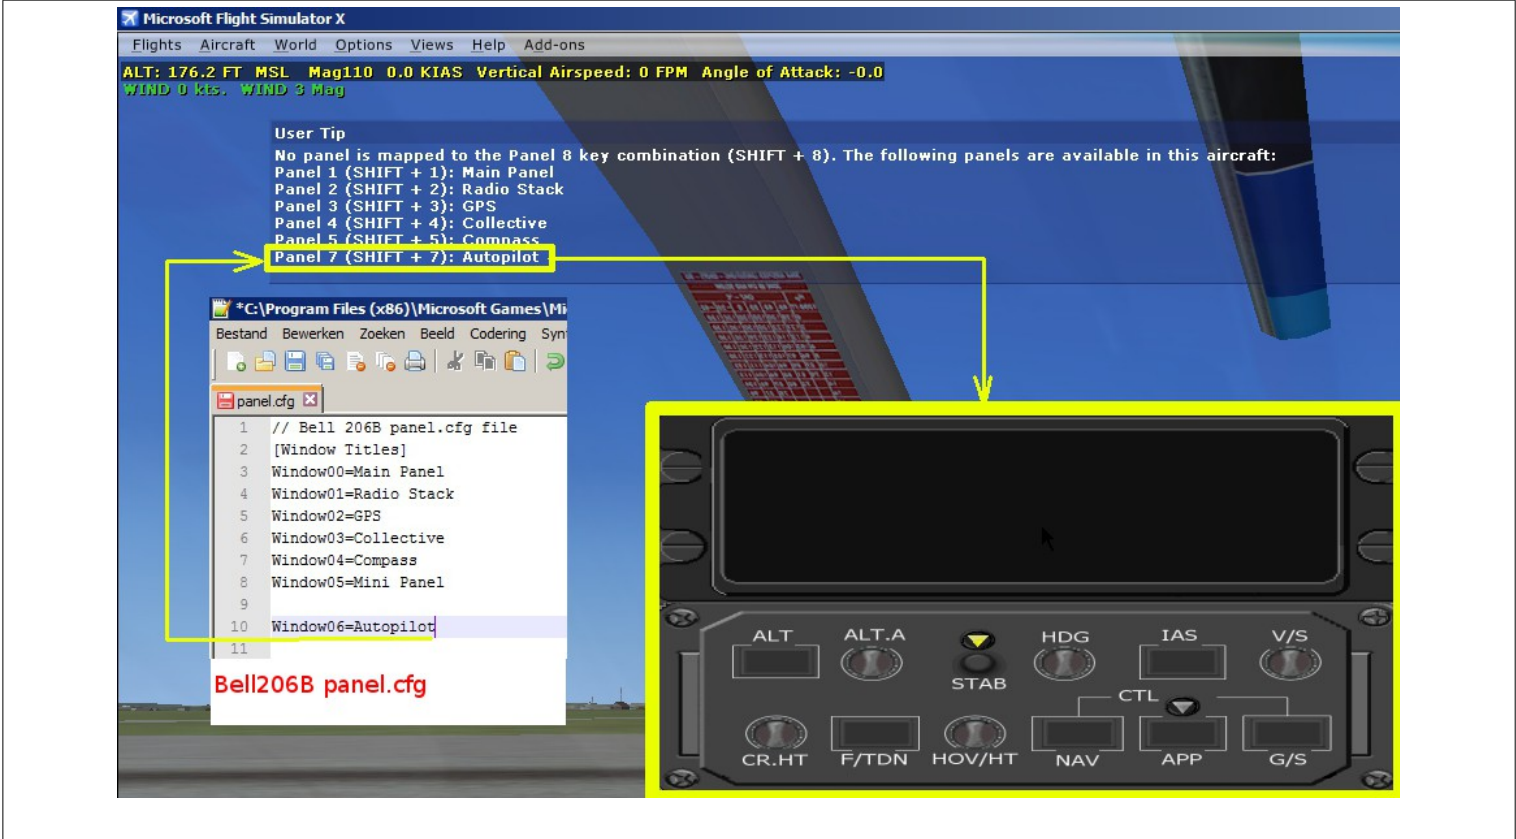 Microsoft Flight Simulator X
Flights Aircraft World Options Views Help Add-ons
ALT: 176.2 FT MSL Mag110 0.0 KIAS Vertical Airspeed: 0 FPM Angle of Attack: -0.0
WIND 0 kts. WIND 3 Mag
User Tip
No panel is mapped to the Panel 8 key combination (SHIFT + 8). The following panels are available in this aircraft:
Panel 1 (SHIFT + 1): Main Panel
Panel 2 (SHIFT + 2): Radio Stack
Panel 3 (SHIFT + 3): GPS
Panel 4 (SHIFT + 4): Collective
Panel 5 (SHIFT + 5): Compass
Panel 7 (SHIFT + 7): Autopilot
*C:\Program Files (x86)\Microsoft Games\Mi
Bestand Bewerken Zoeken Beeld Codering Syn
panel.cfg
1 // Bell 206B panel.cfg file
2 [Window Titles]
3 Window00=Main Panel
4 Window01=Radio Stack
5 Window02=GPS
6 Window03=Collective
7 Window04=Compass
8 Window05=Mini Panel
9
10 Window06=Autopilot
11
Bell206B panel.cfg
ALT ALT.A STAB HDG IAS V/S
CTL
CR.HT F/TDN HOV/HT NAV APP G/S